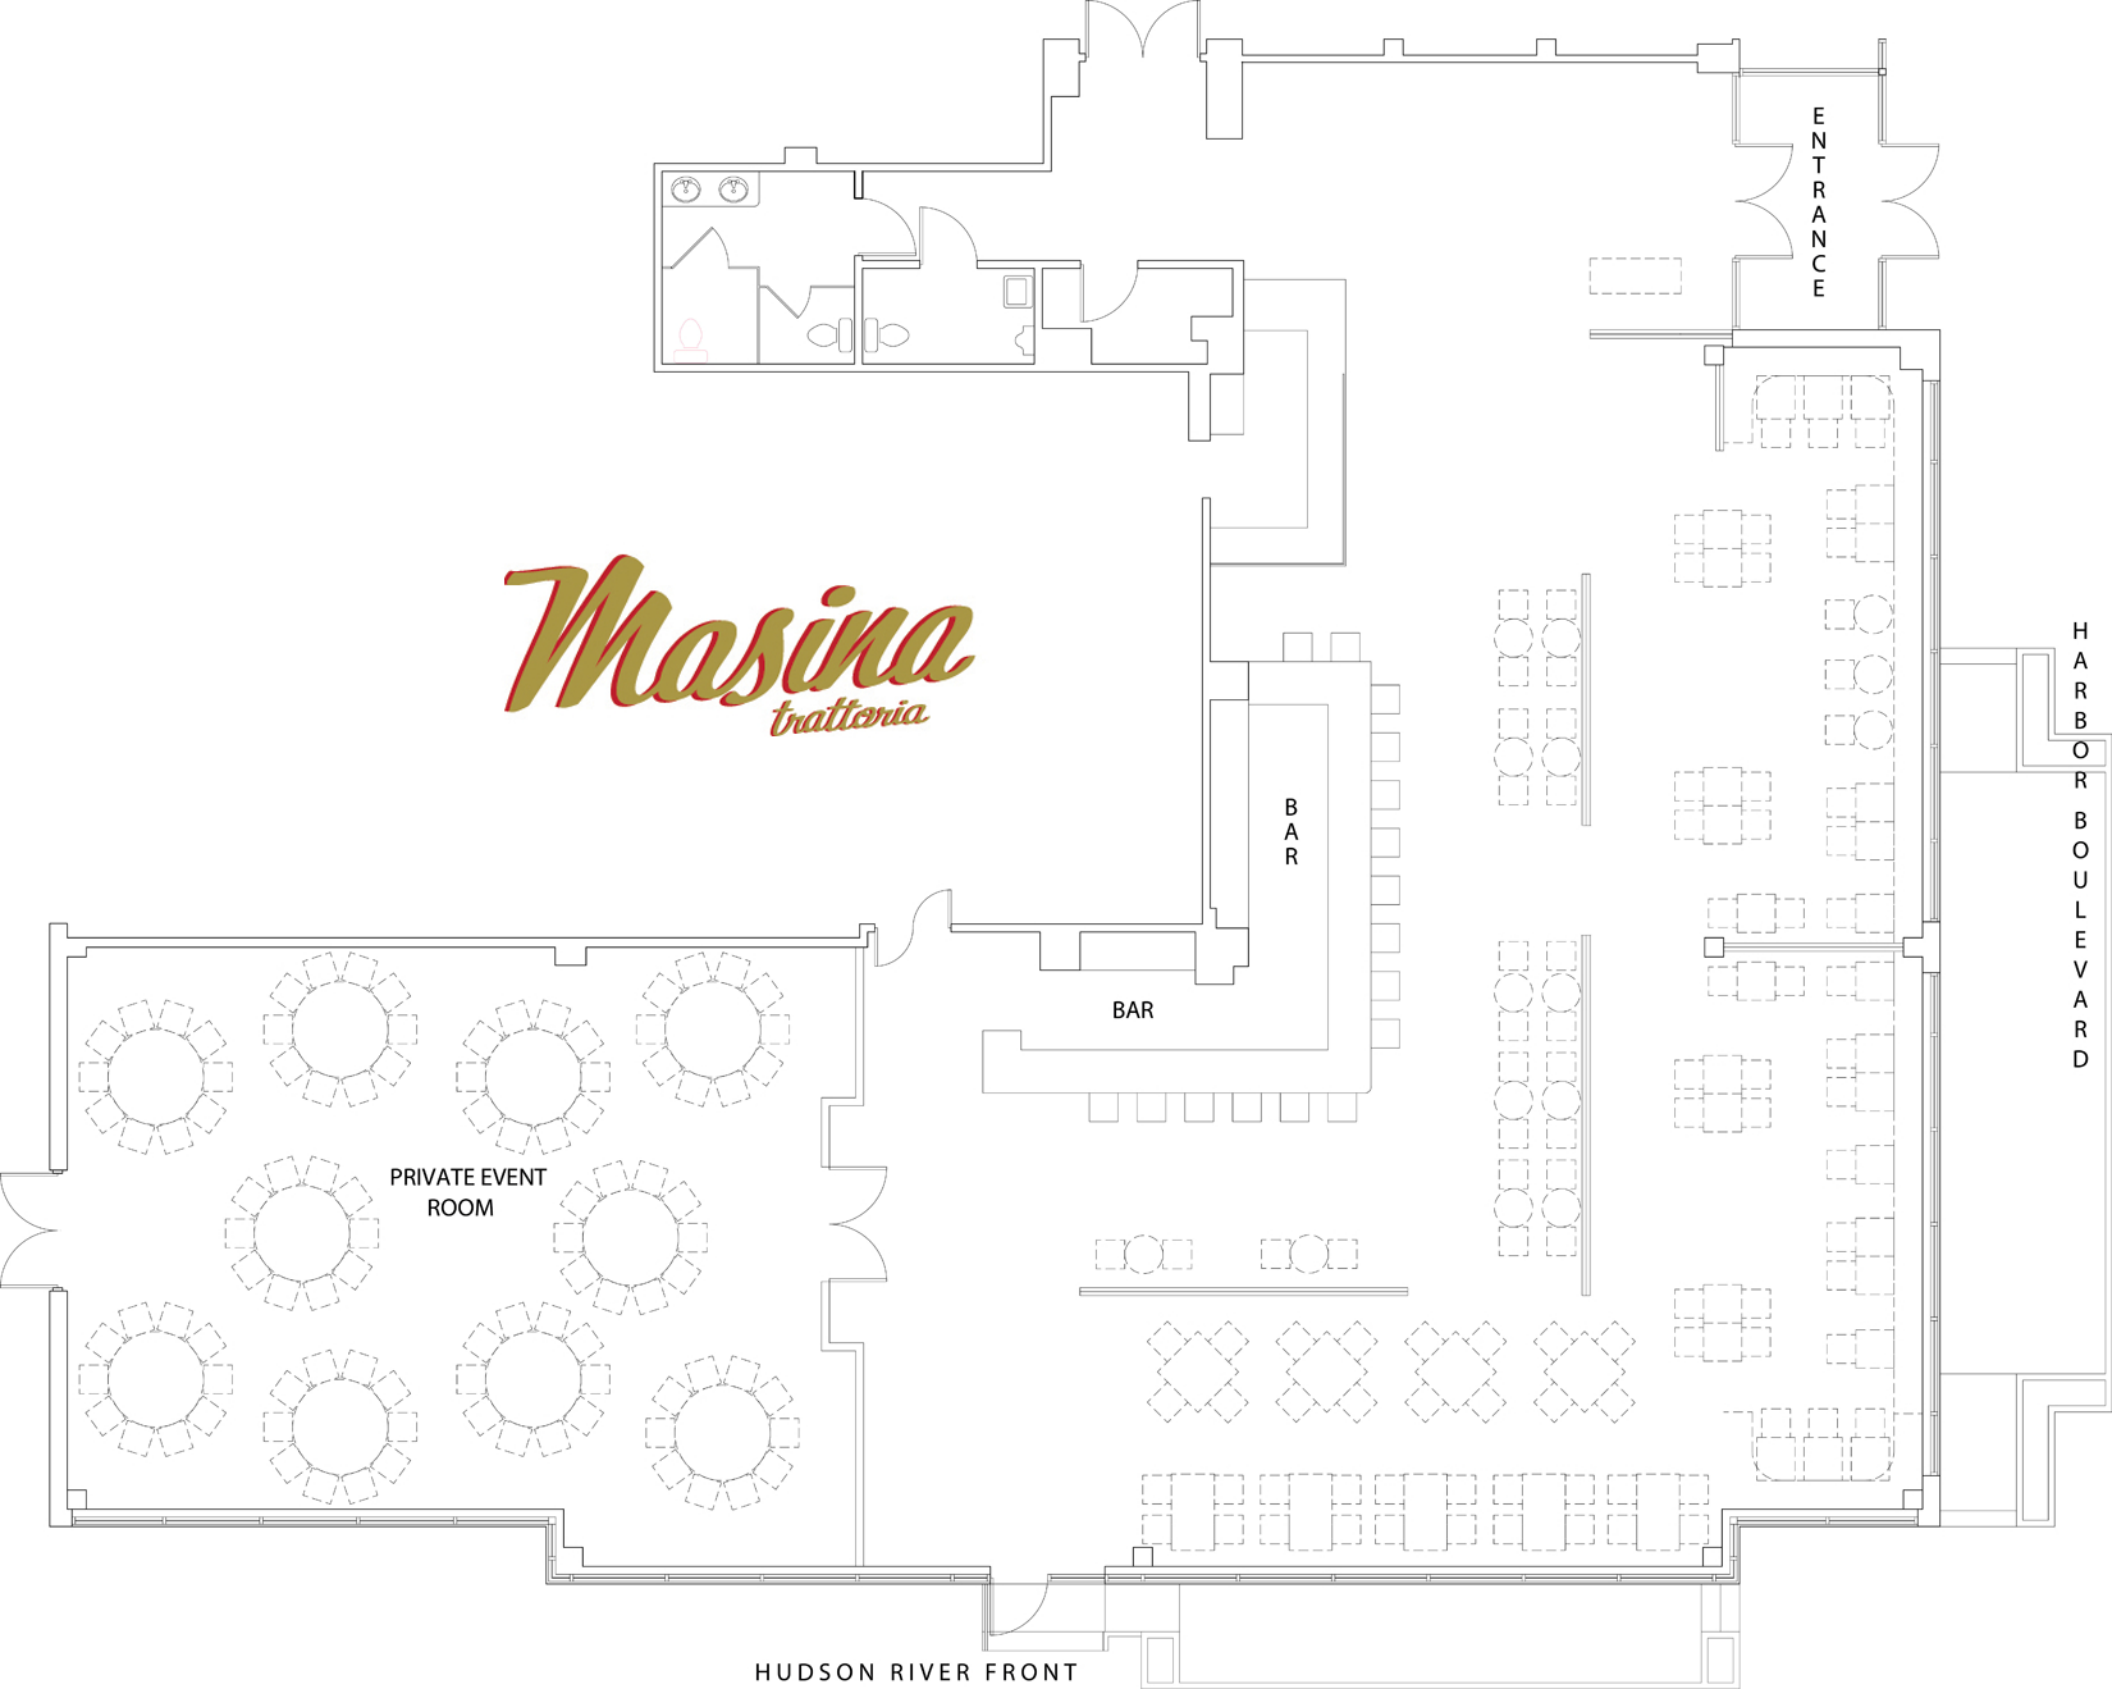 ENTRANCE
Masina
trattoria
HARBOR BOULEVARD
BAR
BAR
PRIVATE EVENT
ROOM
HUDSON RIVER FRONT